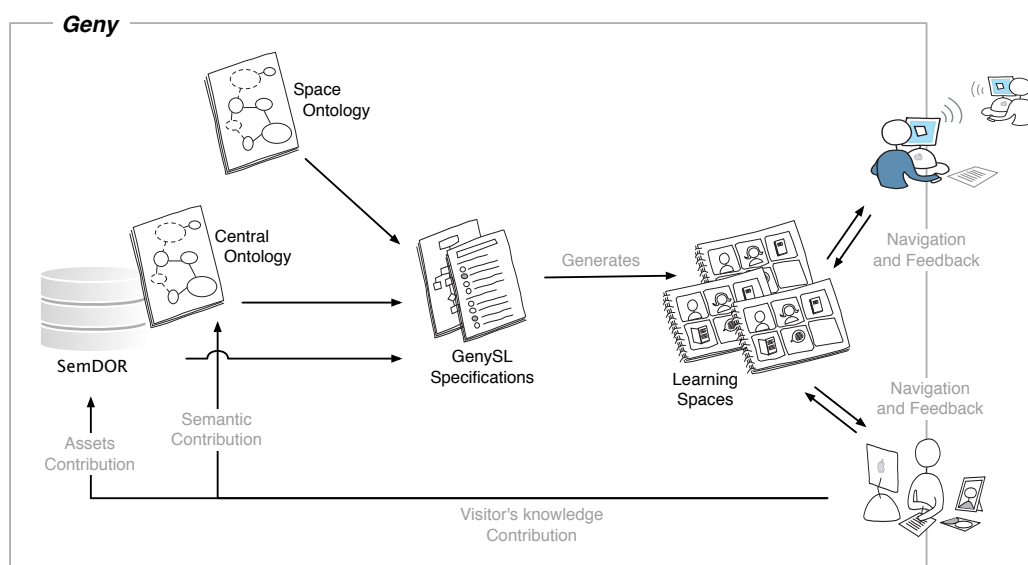 Geny
Space
Ontology
Central
Ontology
SemDOR
GenySL
Specifications
Generates
Learning
Spaces
Navigation
and Feedback
Navigation
and Feedback
Assets
Contribution
Semantic
Contribution
Visitor's knowledge
Contribution